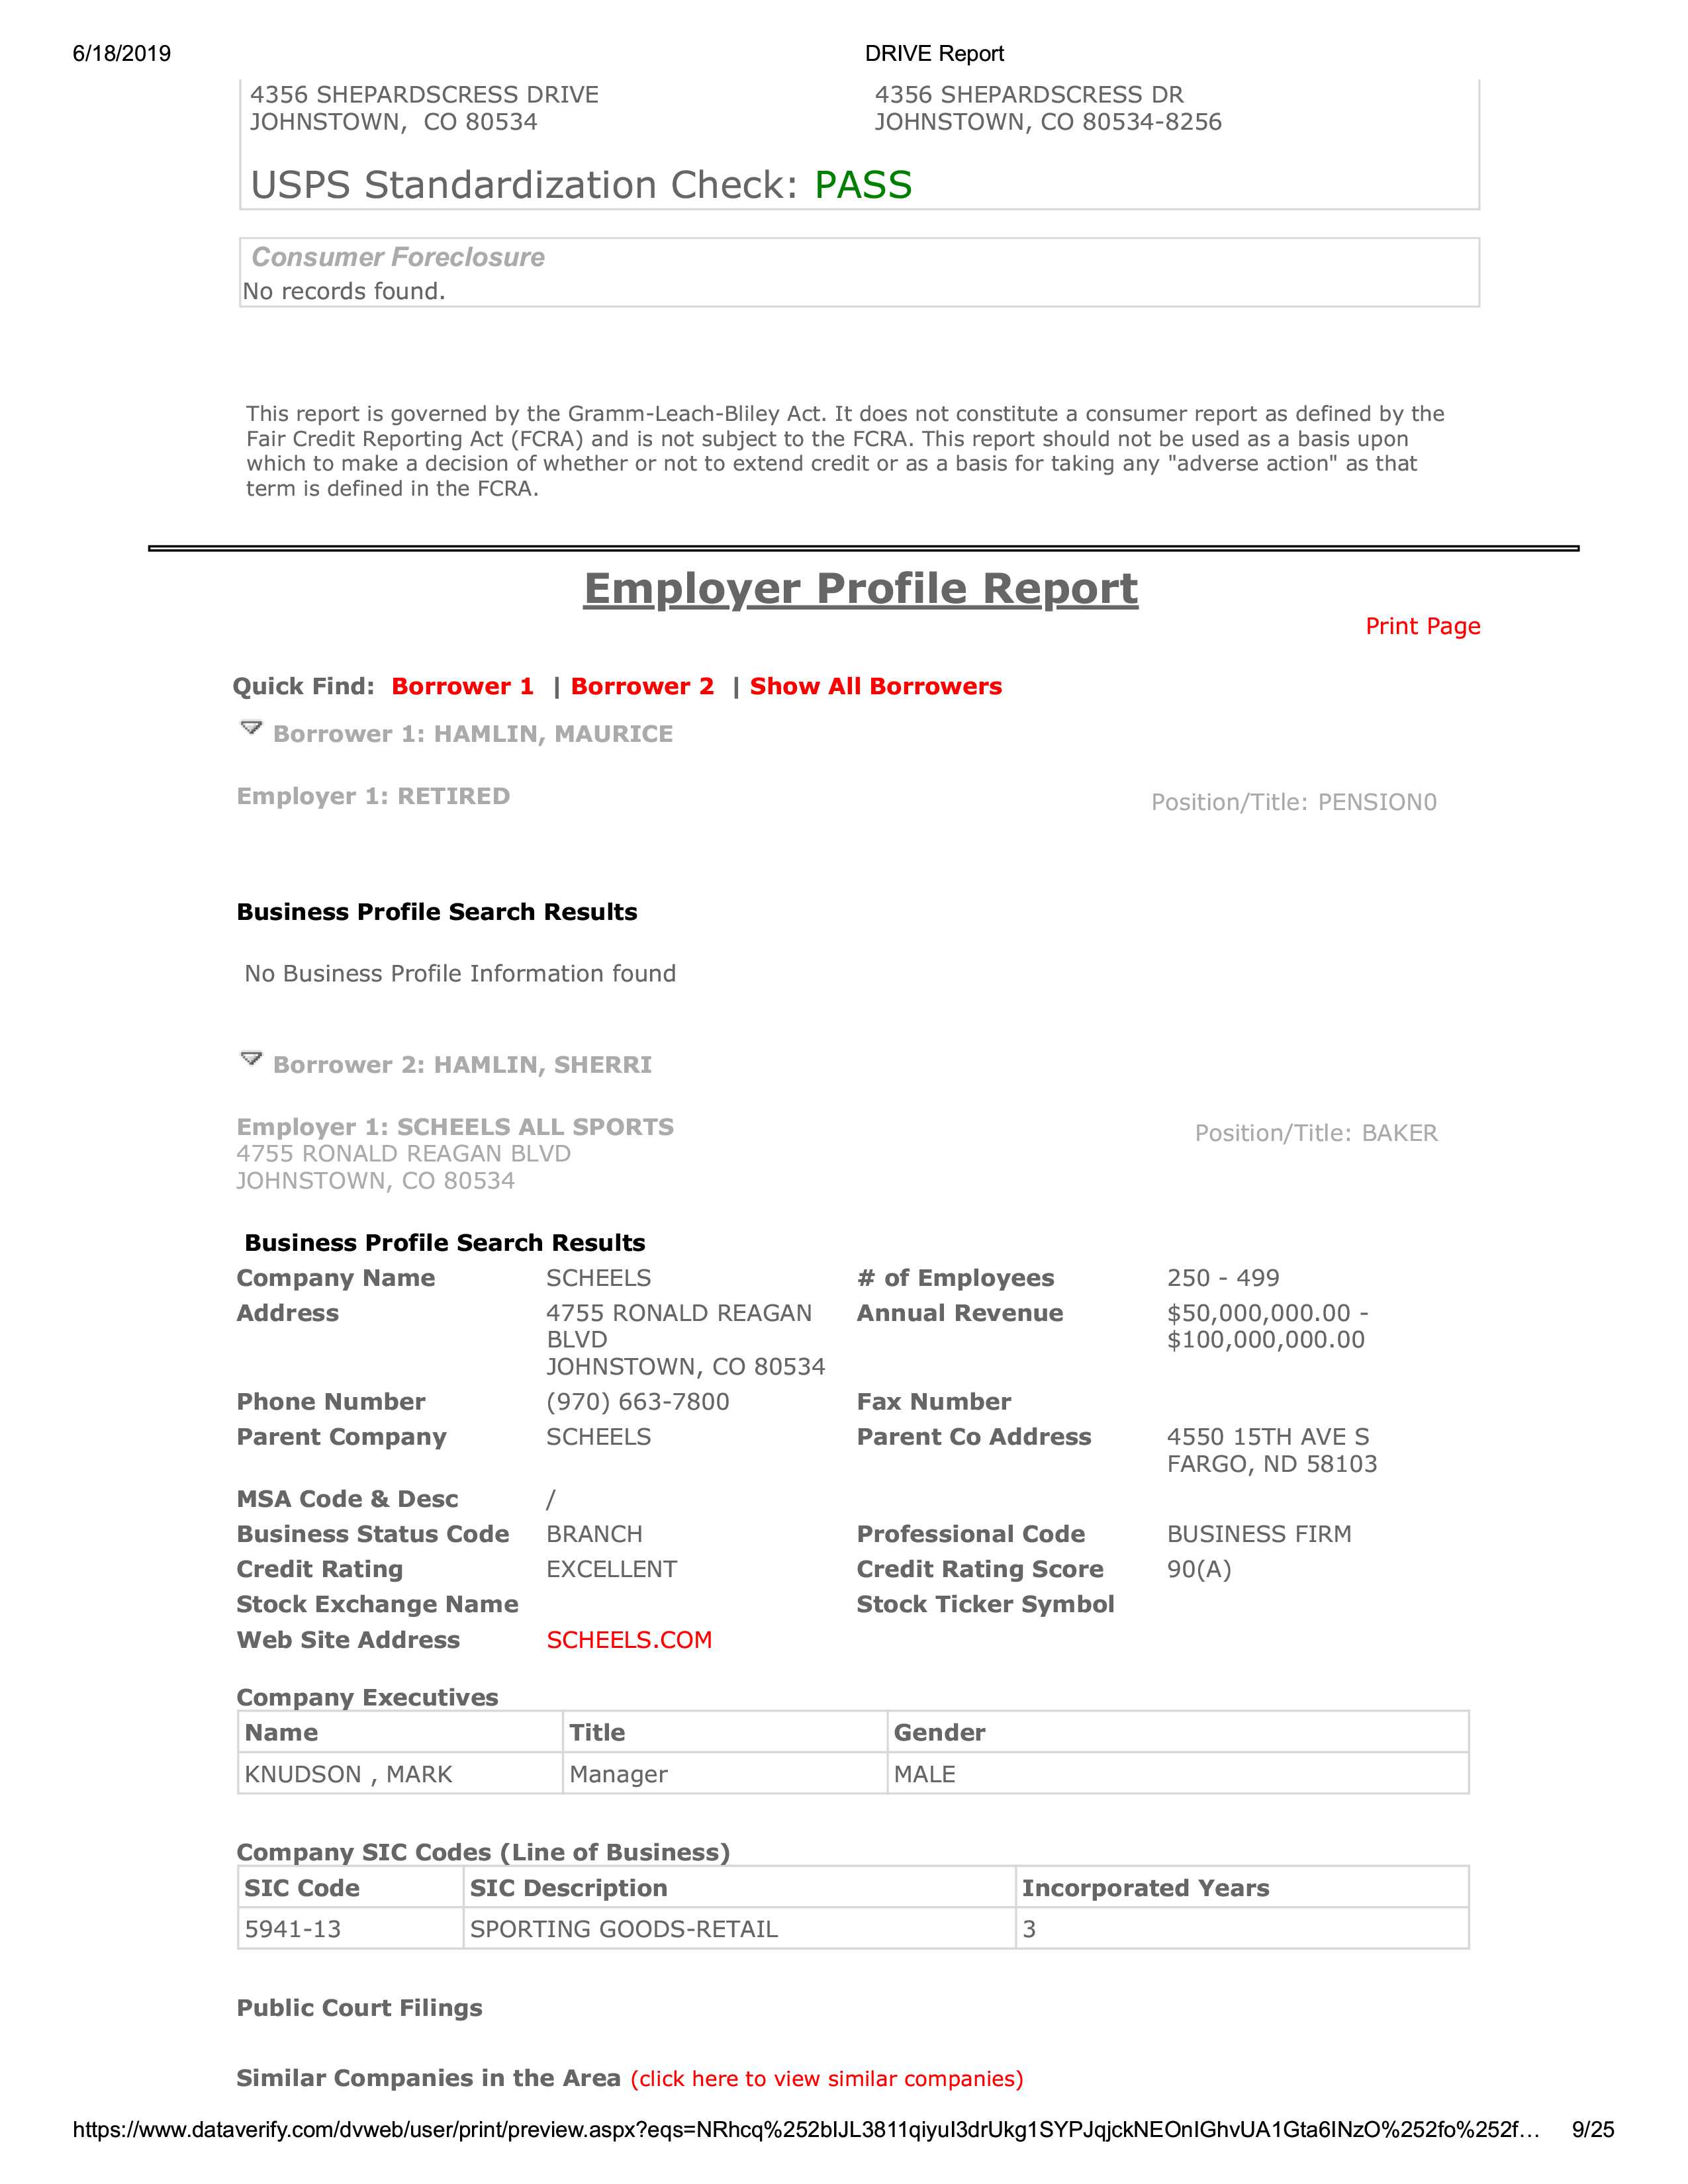 6/18/2019 DRIVE Report
4356 SHEPARDSCRESS DRIVE 4356 SHEPARDSCRESS DR
JOHNSTOWN, CO 80534 JOHNSTOWN, CO 80534-8256
USPS Standardization Check: PASS
Consumer Foreclosure
No records found.
This report is governed by the Gramm-Leach-Bliley Act. It does not constitute a consumer report as defined by the
Fair Credit Reporting Act (FCRA) and is not subject to the FCRA. This report should not be used as a basis upon
which to make a decision of whether or not to extend credit or as a basis for taking any "adverse action" as that
term is defined in the FCRA.
Employer Profile Report
Print Page
Quick Find: Borrower 1 | Borrower 2 | Show All Borrowers
Borrower 1: HAMLIN, MAURICE
Employer 1: RETIRED Position/Title: PENSION0
Business Profile Search Results
No Business Profile Information found
Borrower 2: HAMLIN, SHERRI
Employer 1: SCHEELS ALL SPORTS Position/Title: BAKER
4755 RONALD REAGAN BLVD
JOHNSTOWN, CO 80534
Business Profile Search Results
Company Name SCHEELS # of Employees 250 - 499
Address 4755 RONALD REAGAN Annual Revenue $50,000,000.00 -
BLVD $100,000,000.00
JOHNSTOWN, CO 80534
Phone Number (970) 663-7800 Fax Number
Parent Company SCHEELS Parent Co Address 4550 15TH AVE S
FARGO, ND 58103
MSA Code & Desc /
Business Status Code BRANCH Professional Code BUSINESS FIRM
Credit Rating EXCELLENT Credit Rating Score 90(A)
Stock Exchange Name Stock Ticker Symbol
Web Site Address SCHEELS.COM
Company Executives
Name Title Gender
KNUDSON , MARK Manager MALE
Company SIC Codes (Line of Business)
SIC Code SIC Description Incorporated Years
5941-13 SPORTING GOODS-RETAIL 3
Public Court Filings
Similar Companies in the Area (click here to view similar companies)
https://www.dataverify.com/dvweb/user/print/preview.aspx?eqs=NRhcq%252bIJL3811qiyuI3drUkg1SYPJqjckNEOnIGhvUA1Gta6INzO%252fo%252f… 9/25